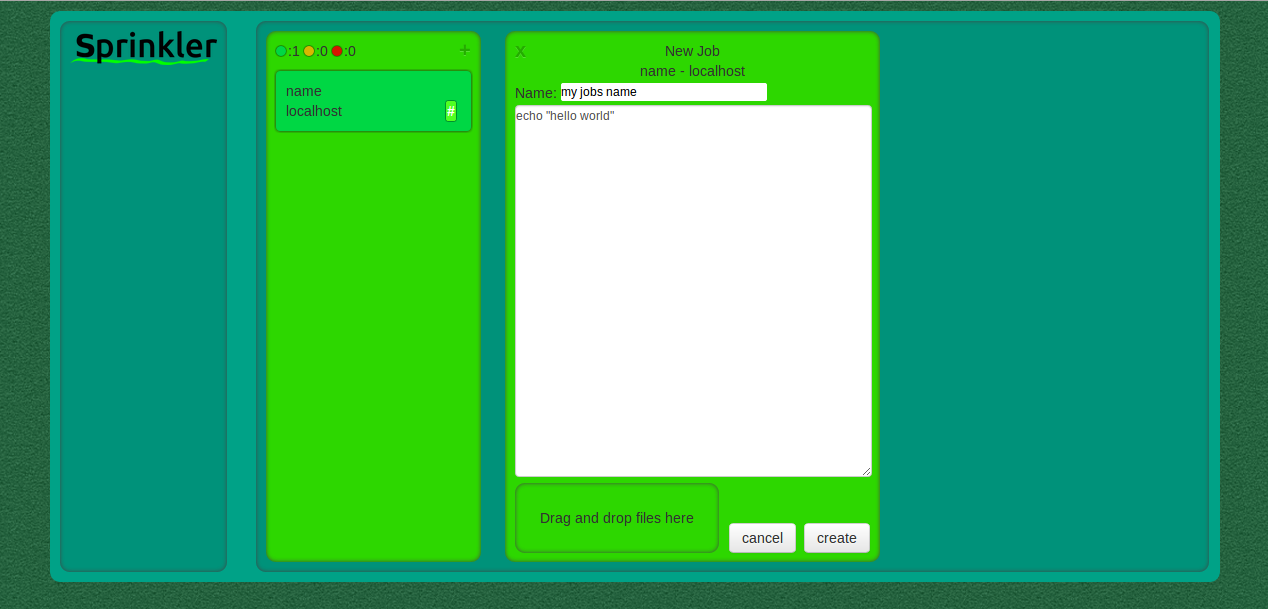 Sprinkler
:1 :0 :0 +
name
localhost
#
x
New Job
name - localhost
Name: my jobs name
echo "hello world"
Drag and drop files here
cancel
create